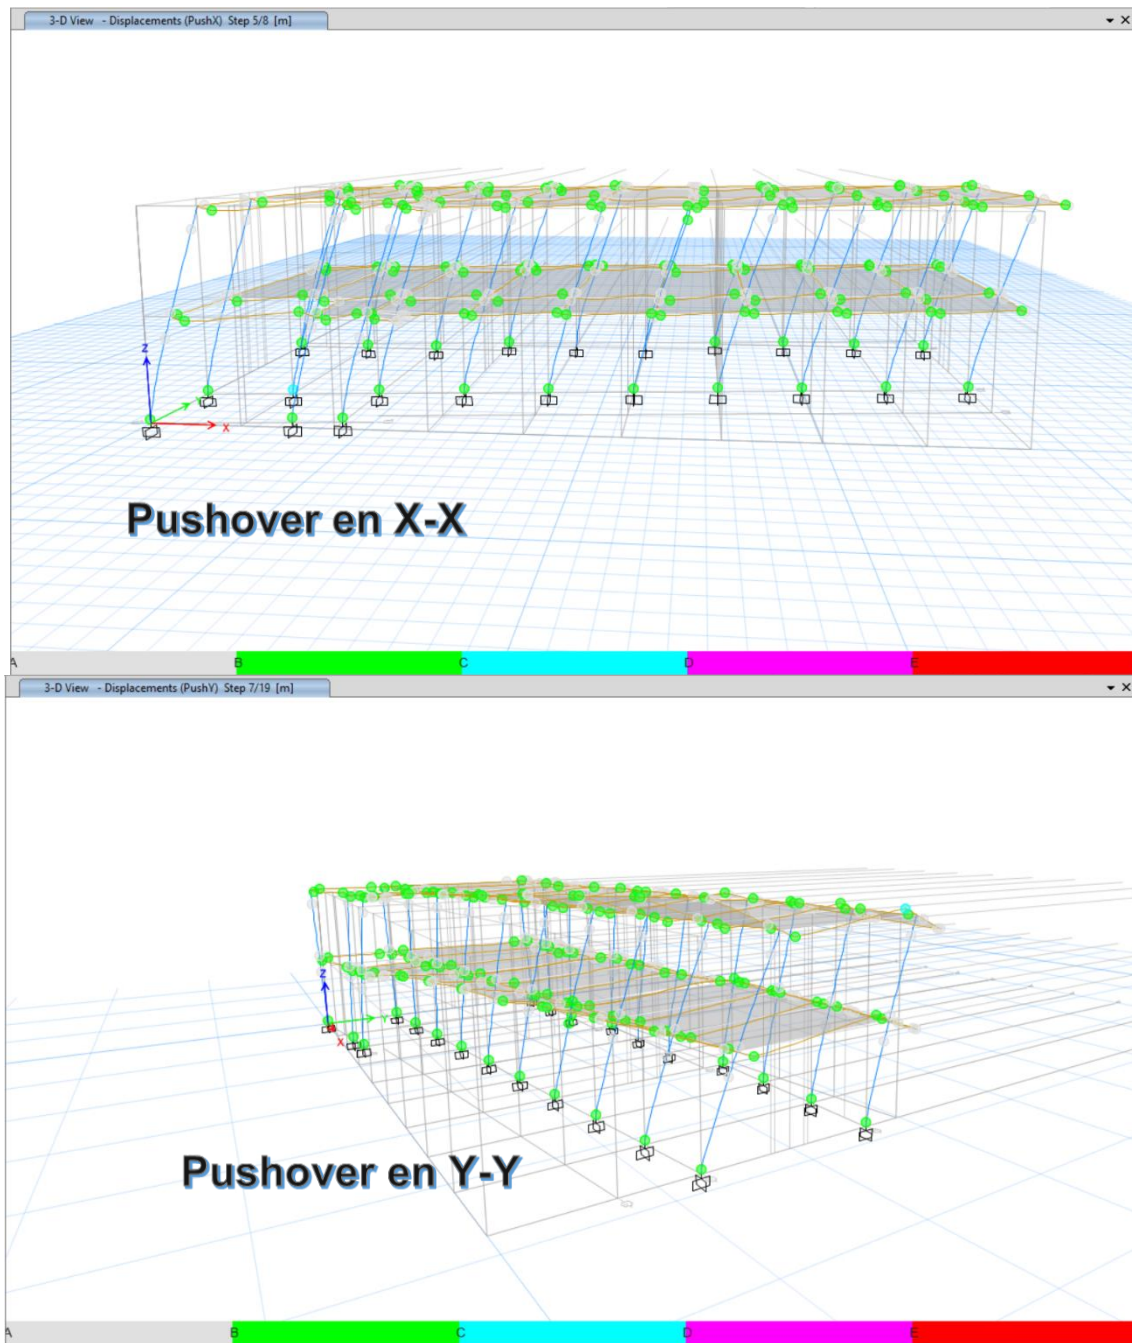 3-D View - Displacements (PushX) Step 5/8 [m]
Z
X
Pushover en X-X
A B C D E
3-D View - Displacements (PushY) Step 7/19 [m]
Z
Y
X
Pushover en Y-Y
A B C D E